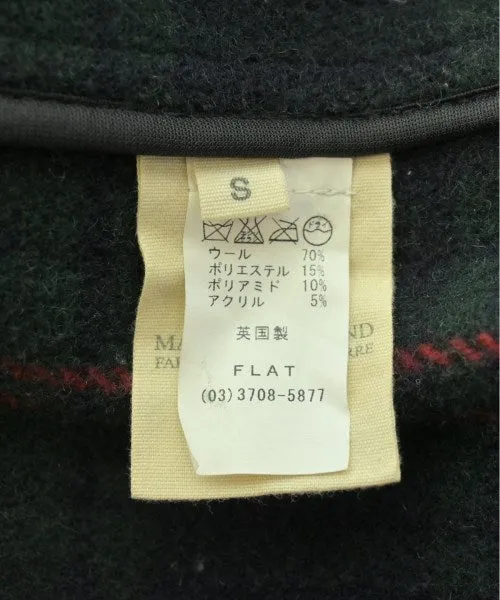 S
ウール 70%
ポリエステル 15%
ポリアミド 10%
アクリル 5%
英国製
FLAT
(03)3708-5877